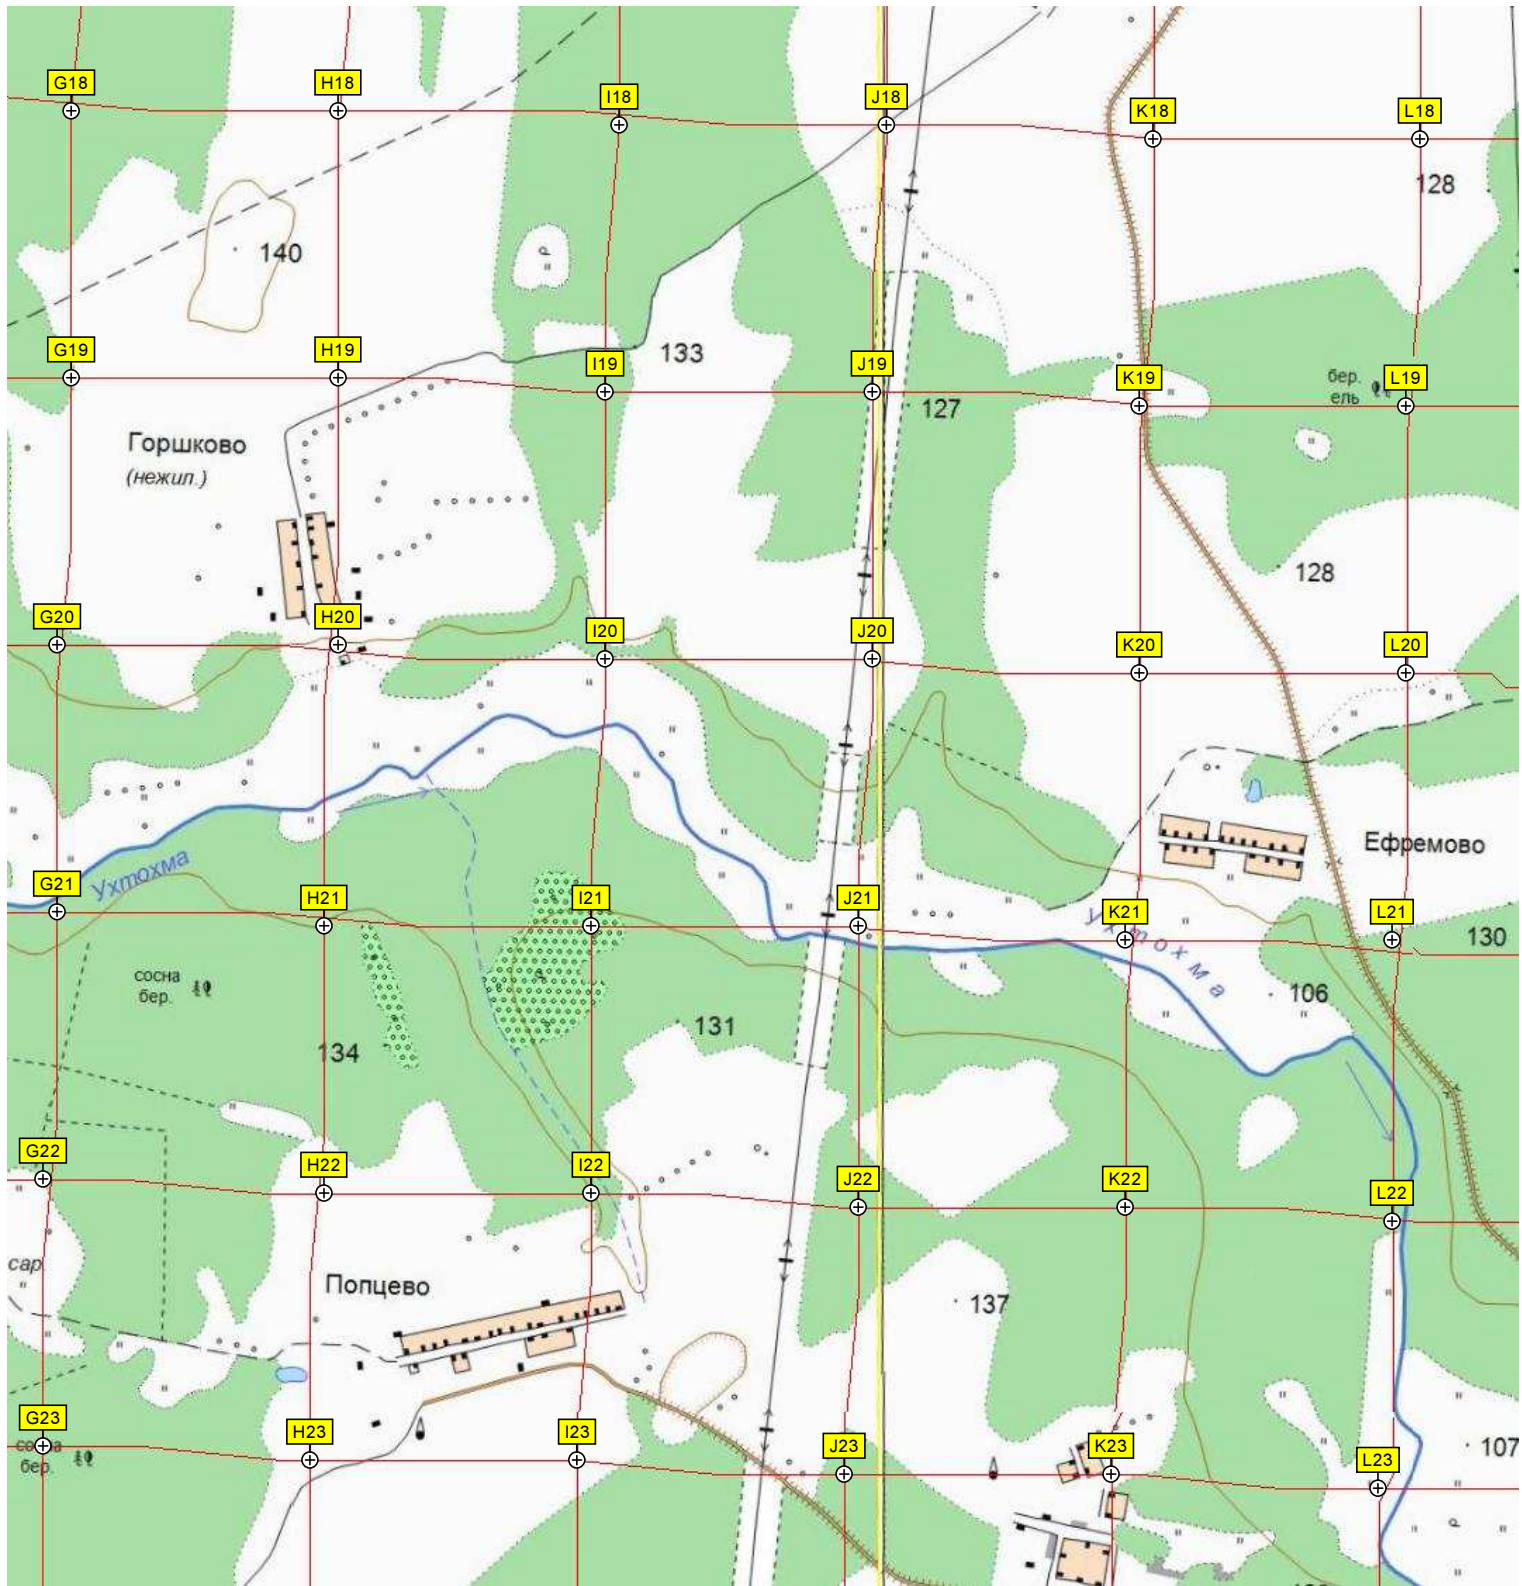 G18
H18
I18
J18
K18
L18
128
140
133
G19
H19
I19
J19
K19
L19
бер.
ель
127
Горшково
(нежил.)
128
G20
H20
I20
J20
K20
L20
Ефремово
Ухтохма
G21
H21
I21
J21
K21
L21
Ухтохма
130
сосна
бер.
106
131
134
G22
H22
I22
J22
K22
L22
сар
Попцево
137
G23
H23
I23
J23
K23
L23
сосна
бер.
107